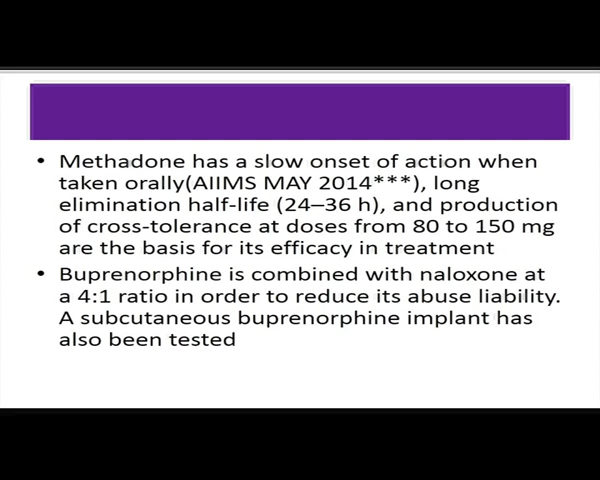 • Methadone has a slow onset of action when
taken orally(AIIMS MAY 2014***), long
elimination half-life (24–36 h), and production
of cross-tolerance at doses from 80 to 150 mg
are the basis for its efficacy in treatment
• Buprenorphine is combined with naloxone at
a 4:1 ratio in order to reduce its abuse liability.
A subcutaneous buprenorphine implant has
also been tested